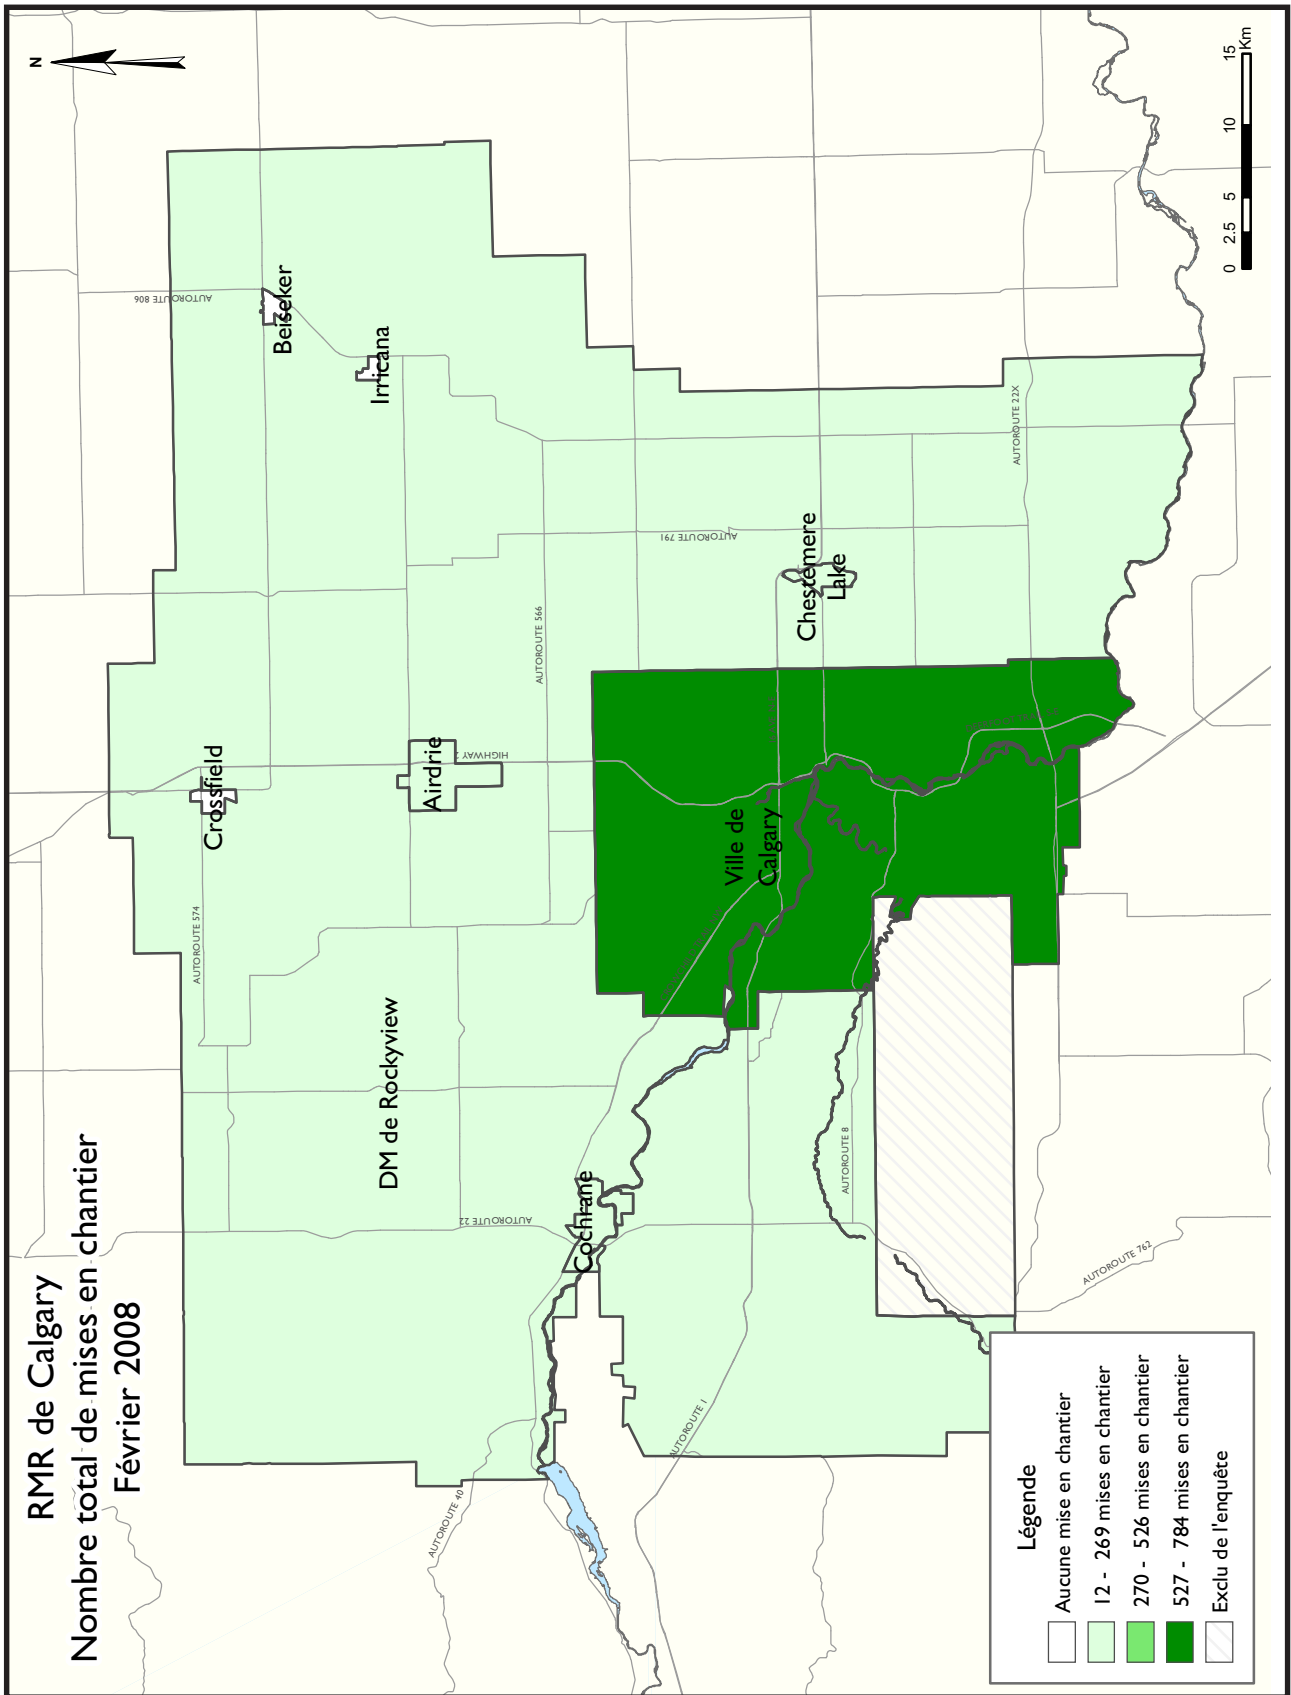 RMR de Calgary
Nombre total de mises en chantier
Février 2008
N
AUTOROUTE 806
Beiseker
Irricana
Crossfield
AUTOROUTE 574
Airdrie
HIGHWAY 2
AUTOROUTE 566
DM de Rockyview
AUTOROUTE 22
Cochrane
AUTOROUTE 40
AUTOROUTE 1
AUTOROUTE 791
Chestemere
Lake
Ville de
Calgary
AUTOROUTE 22X
AUTOROUTE 8
AUTOROUTE 762
Légende
Aucune mise en chantier
12 - 269 mises en chantier
270 - 526 mises en chantier
527 - 784 mises en chantier
Exclu de l'enquête
0 2.5 5 10 15
Km